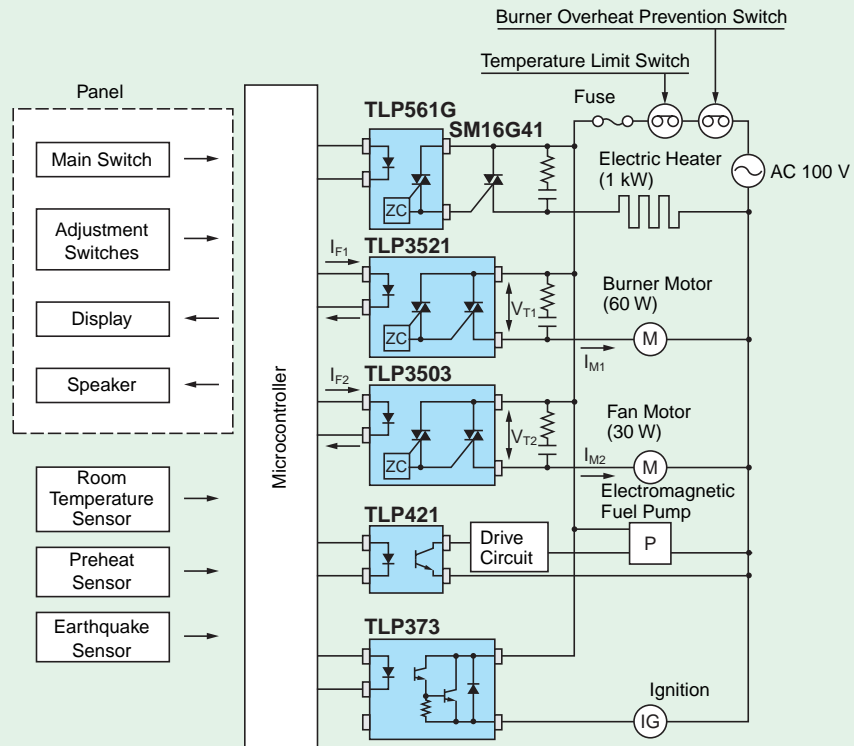 Burner Overheat Prevention Switch
Temperature Limit Switch
Panel
Fuse
TLP561G
SM16G41
Electric Heater
(1 kW)
AC 100 V
Main Switch
ZC
Adjustment
Switches
IF1
TLP3521
Burner Motor
(60 W)
VT1
Display
ZC
M
IM1
Speaker
IF2
TLP3503
Fan Motor
(30 W)
VT2
Microcontroller
ZC
IM2
M
Room
Temperature
Sensor
Electromagnetic
Fuel Pump
TLP421
Drive
Circuit
P
Preheat
Sensor
Earthquake
Sensor
TLP373
Ignition
IG